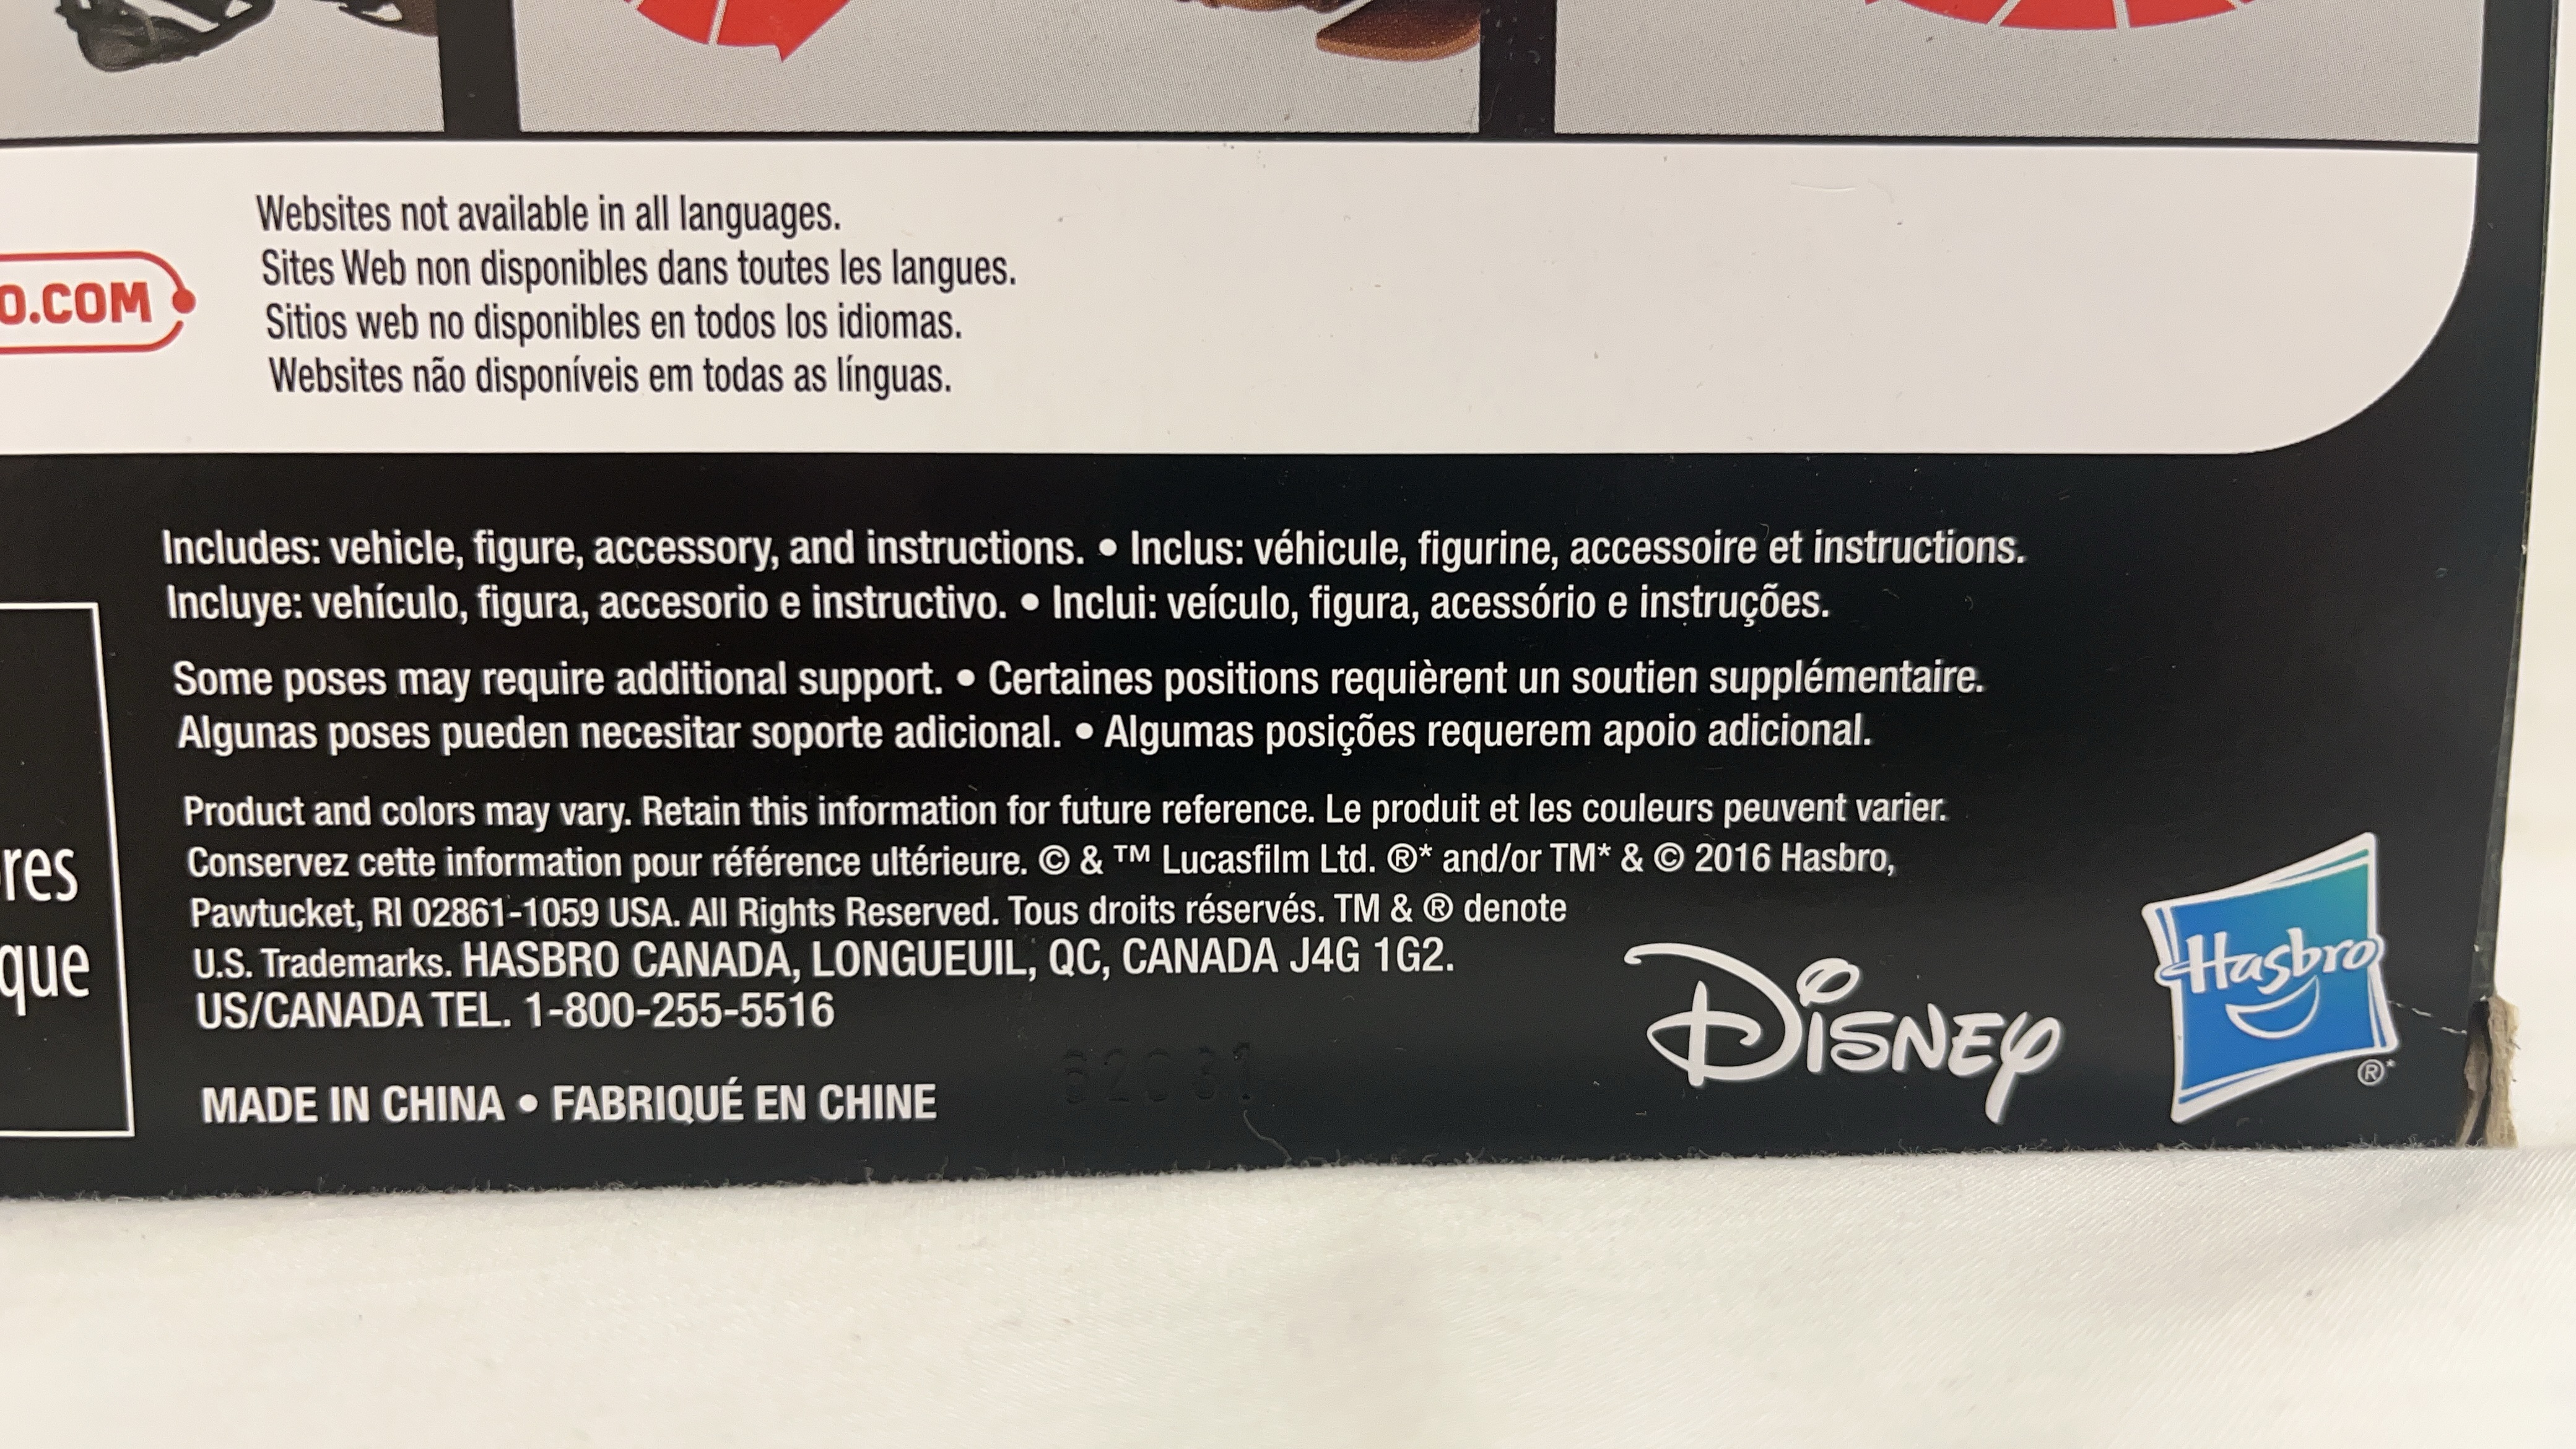 O.COM
Websites not available in all languages.
Sites Web non disponibles dans toutes les langues.
Sitios web no disponibles en todos los idiomas.
Websites não disponíveis em todas as línguas.
Includes: vehicle, figure, accessory, and instructions. • Inclus: véhicule, figurine, accessoire et instructions.
Incluye: vehículo, figura, accesorio e instructivo. • Inclui: veículo, figura, acessório e instruções.
Some poses may require additional support. • Certaines positions requièrent un soutien supplémentaire.
Algunas poses pueden necesitar soporte adicional. • Algumas posições requerem apoio adicional.
Product and colors may vary. Retain this information for future reference. Le produit et les couleurs peuvent varier.
Conservez cette information pour référence ultérieure. © & ™ Lucasfilm Ltd. ®* and/or TM* & © 2016 Hasbro,
Pawtucket, RI 02861-1059 USA. All Rights Reserved. Tous droits réservés. TM & ® denote
U.S. Trademarks. HASBRO CANADA, LONGUEUIL, QC, CANADA J4G 1G2.
US/CANADA TEL. 1-800-255-5516
MADE IN CHINA • FABRIQUÉ EN CHINE
res
que
Disney
Hasbro
®*